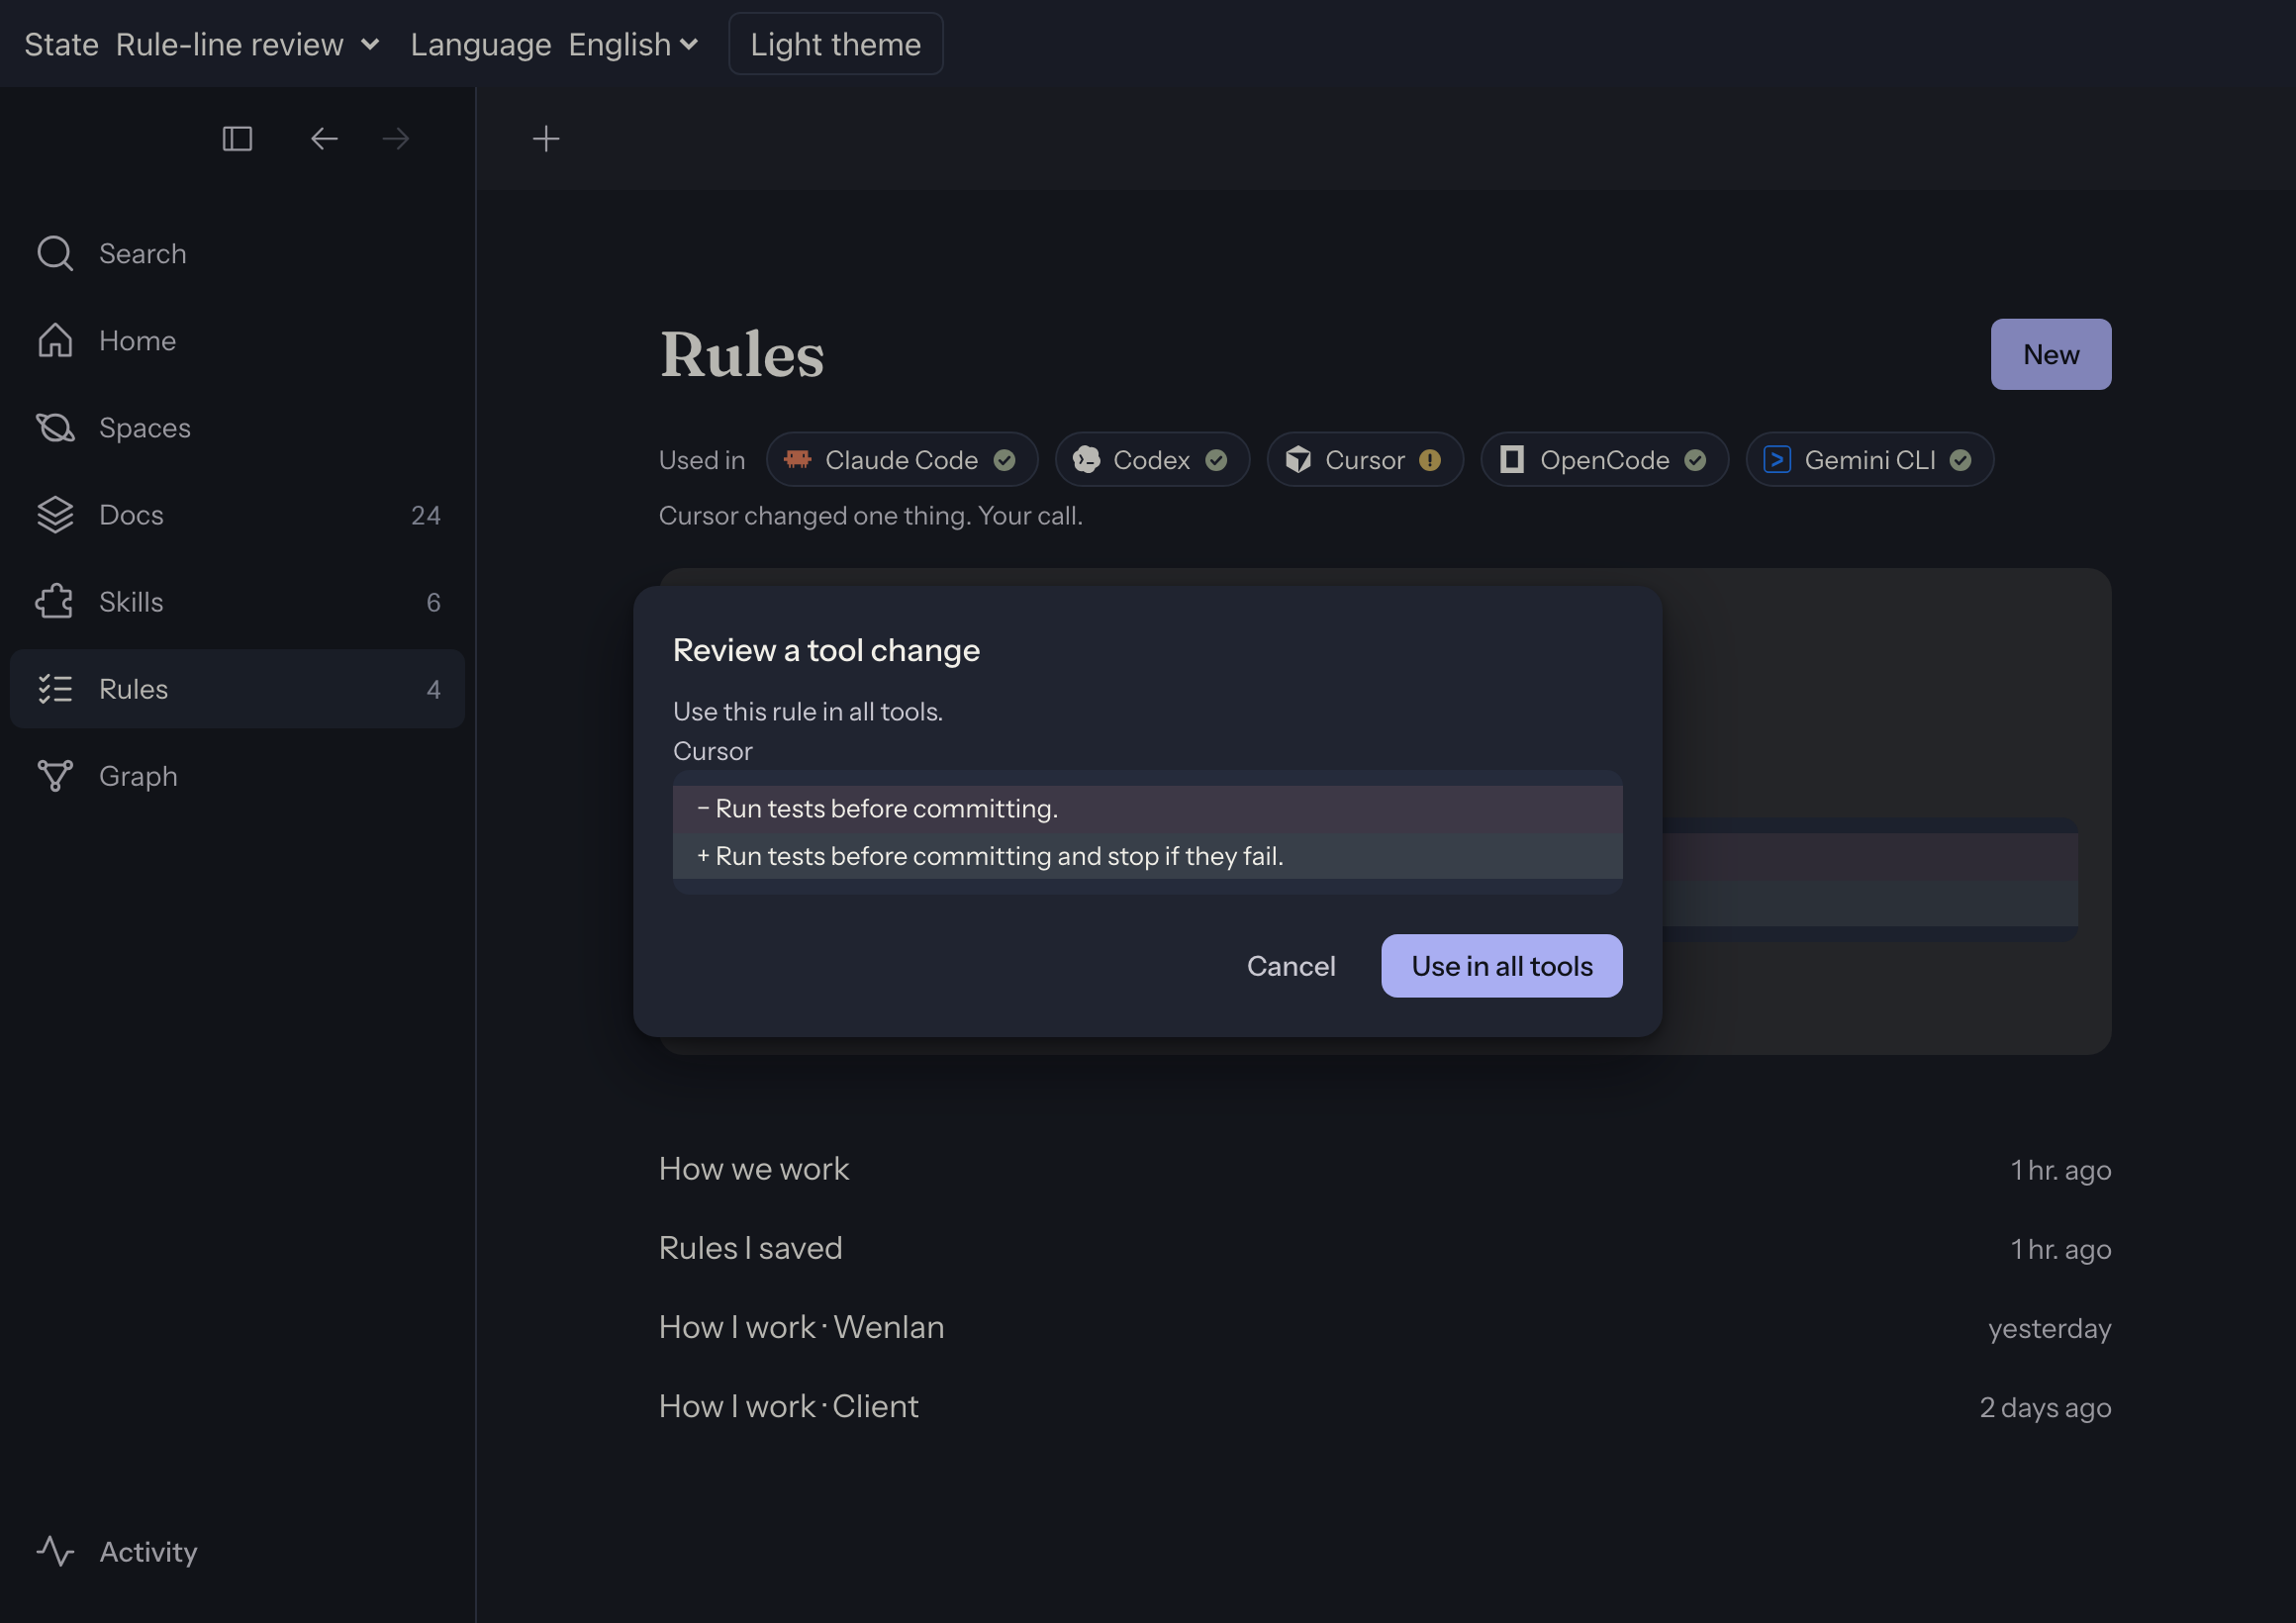 State Rule-line review Language English Light theme
Search
Home
Spaces
Docs 24
Skills 6
Rules 4
Graph
Activity
Rules
New
Used in Claude Code Codex Cursor OpenCode Gemini CLI
Cursor changed one thing. Your call.
Review a tool change
Use this rule in all tools.
Cursor
− Run tests before committing.
+ Run tests before committing and stop if they fail.
Cancel Use in all tools
How we work 1 hr. ago
Rules I saved 1 hr. ago
How I work · Wenlan yesterday
How I work · Client 2 days ago